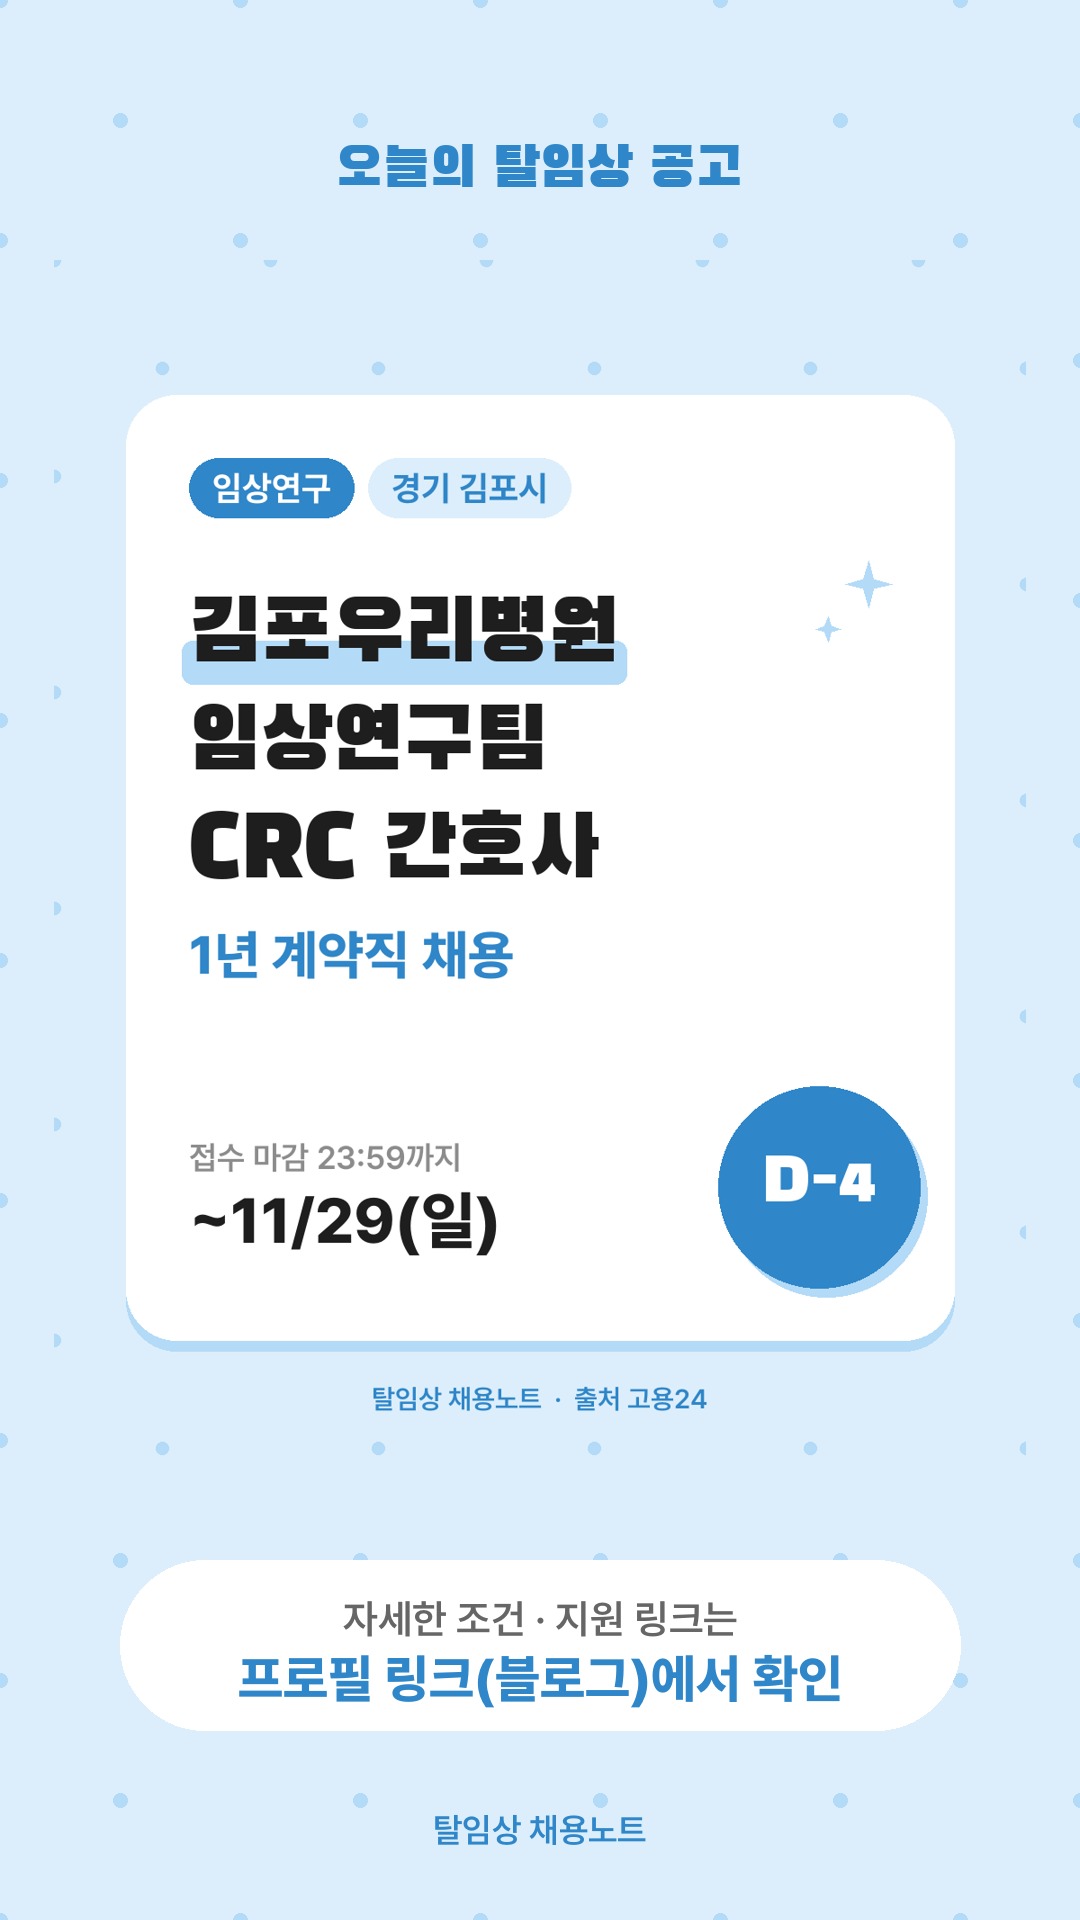 오늘의 탈임상 공고
임상연구 경기 김포시
김포우리병원
임상연구팀
CRC 간호사
1년 계약직 채용
접수 마감 23:59까지
~11/29(일)
D-4
탈임상 채용노트 · 출처 고용24
자세한 조건 · 지원 링크는
프로필 링크(블로그)에서 확인
탈임상 채용노트